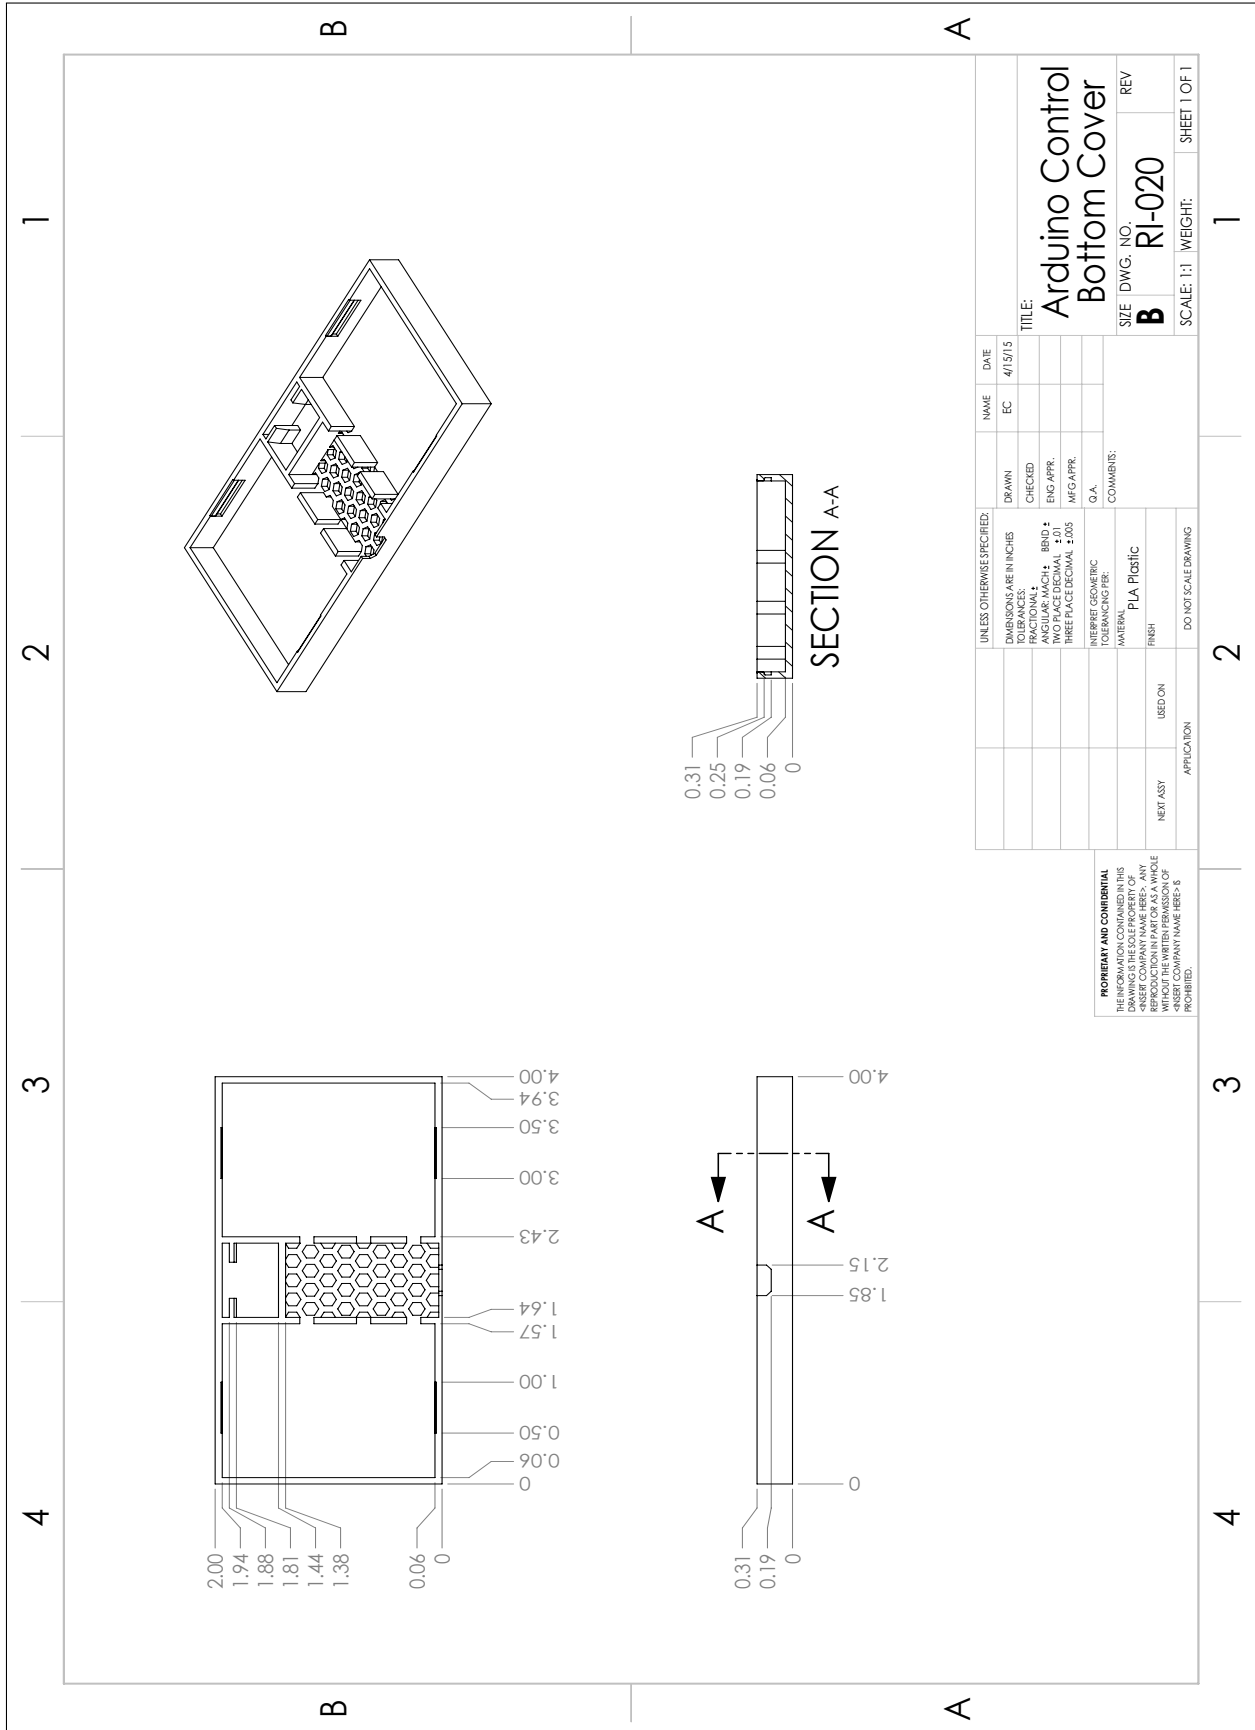 B
A
4
3
2
1
2.00
1.94
1.88
1.81
1.44
1.38
0.06
0
0
0.06
0.50
1.00
1.57
1.64
2.43
3.00
3.50
3.94
4.00
0.31
0.19
0
0
1.85
2.15
4.00
A
A
0.31
0.25
0.19
0.06
0
SECTION A-A
PROPRIETARY AND CONFIDENTIAL
THE INFORMATION CONTAINED IN THIS
DRAWING IS THE SOLE PROPERTY OF
<INSERT COMPANY NAME HERE>. ANY
REPRODUCTION IN PART OR AS A WHOLE
WITHOUT THE WRITTEN PERMISSION OF
<INSERT COMPANY NAME HERE> IS
PROHIBITED.
NEXT ASSY
USED ON
APPLICATION
UNLESS OTHERWISE SPECIFIED:
DIMENSIONS ARE IN INCHES
TOLERANCES:
FRACTIONAL ±
ANGULAR: MACH ± BEND ±
TWO PLACE DECIMAL ±.01
THREE PLACE DECIMAL ±.005
INTERPRET GEOMETRIC
TOLERANCING PER:
MATERIAL
PLA Plastic
FINISH
DO NOT SCALE DRAWING
NAME
DATE
DRAWN
EC
4/15/15
CHECKED
ENG APPR.
MFG APPR.
Q.A.
COMMENTS:
TITLE:
Arduino Control
Bottom Cover
SIZE
B
DWG. NO.
RI-020
REV
SCALE: 1:1
WEIGHT:
SHEET 1 OF 1
4
3
2
1
B
A